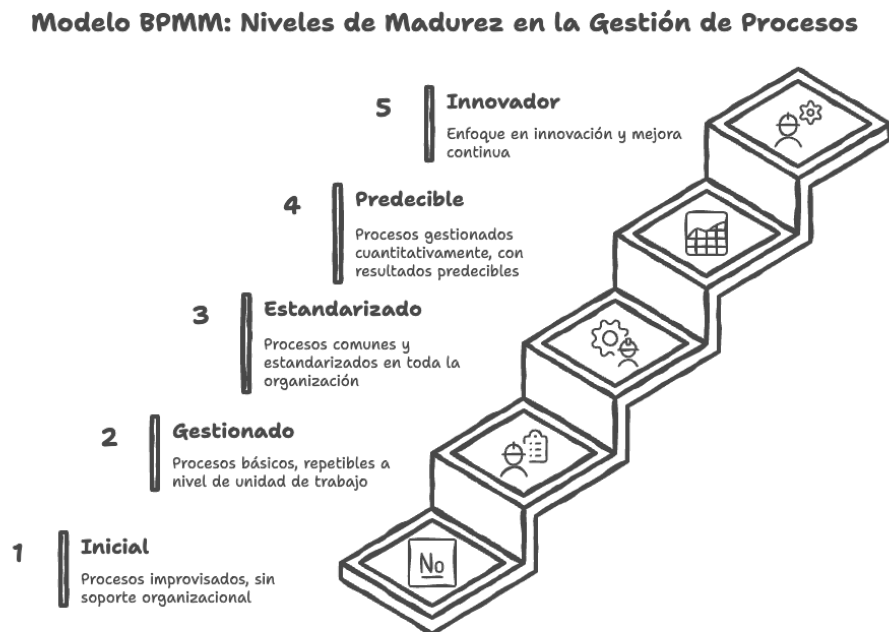 Modelo BPMM: Niveles de Madurez en la Gestión de Procesos
5
Innovador
Enfoque en innovación y mejora
continua
4
Predecible
Procesos gestionados
cuantitativamente, con
resultados predecibles
3
Estandarizado
Procesos comunes y
estandarizados en toda la
organización
2
Gestionado
Procesos básicos, repetibles a
nivel de unidad de trabajo
1
Inicial
Procesos improvisados, sin
soporte organizacional
No